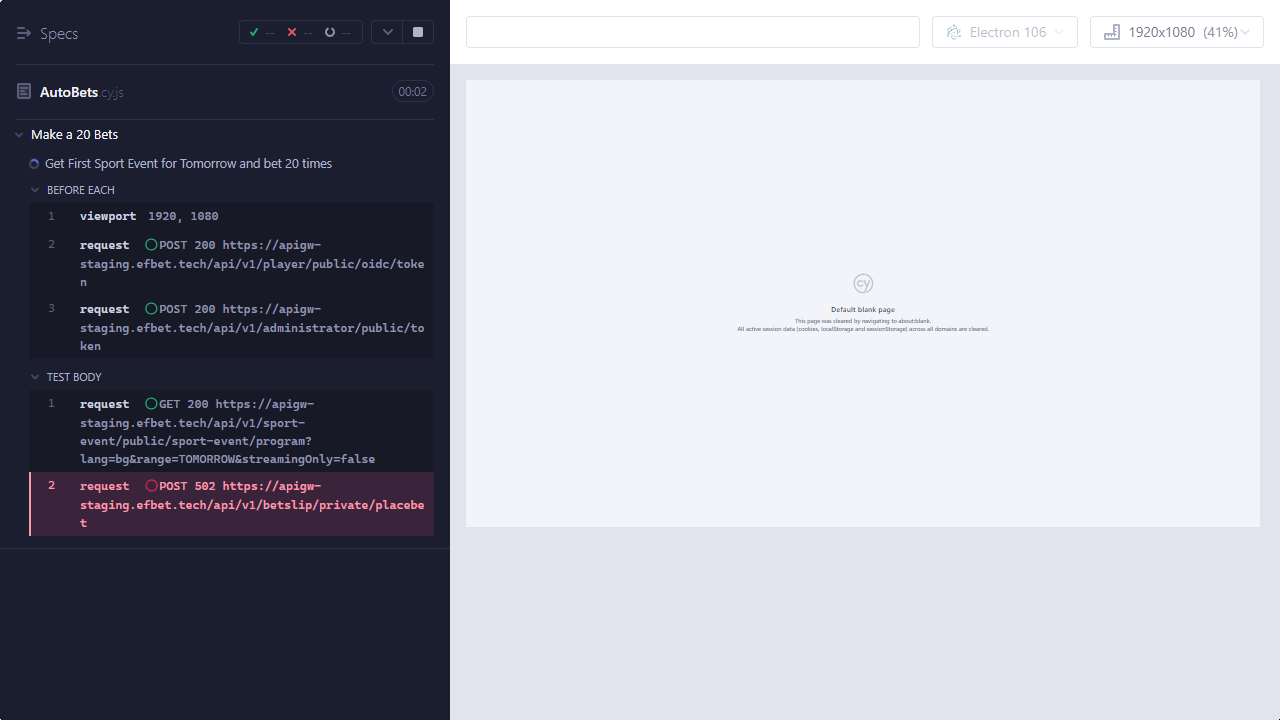 Specs
-- -- --
AutoBets.cy.js
00:02
Make a 20 Bets
Get First Sport Event for Tomorrow and bet 20 times
BEFORE EACH
1 viewport 1920, 1080
2 request POST 200 https://apigw-
staging.efbet.tech/api/v1/player/public/oidc/toke
n
3 request POST 200 https://apigw-
staging.efbet.tech/api/v1/administrator/public/to
ken
TEST BODY
1 request GET 200 https://apigw-
staging.efbet.tech/api/v1/sport-
event/public/sport-event/program?
lang=bg&range=TOMORROW&streamingOnly=false
2 request POST 502 https://apigw-
staging.efbet.tech/api/v1/betslip/private/placebe
t
Electron 106
1920x1080 (41%)
cy
Default blank page
This page was cleared by navigating to about:blank.
All active session data (cookies, localStorage and sessionStorage) across all domains are cleared.